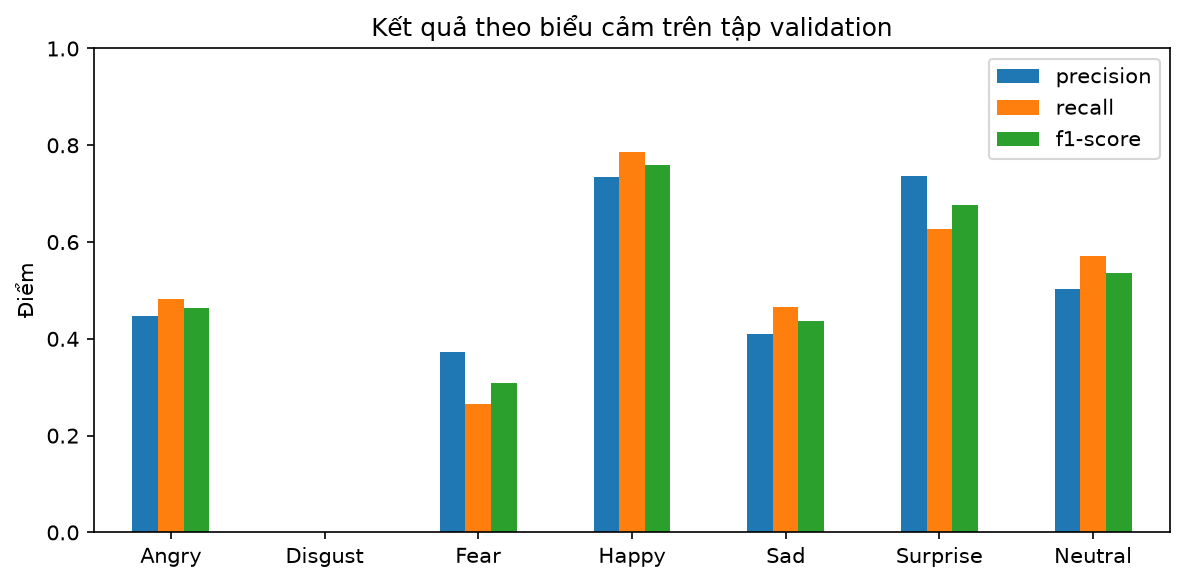 Kết quả theo biểu cảm trên tập validation
1.0
0.8
0.6
0.4
0.2
0.0
Điểm
precision
recall
f1-score
Angry Disgust Fear Happy Sad Surprise Neutral